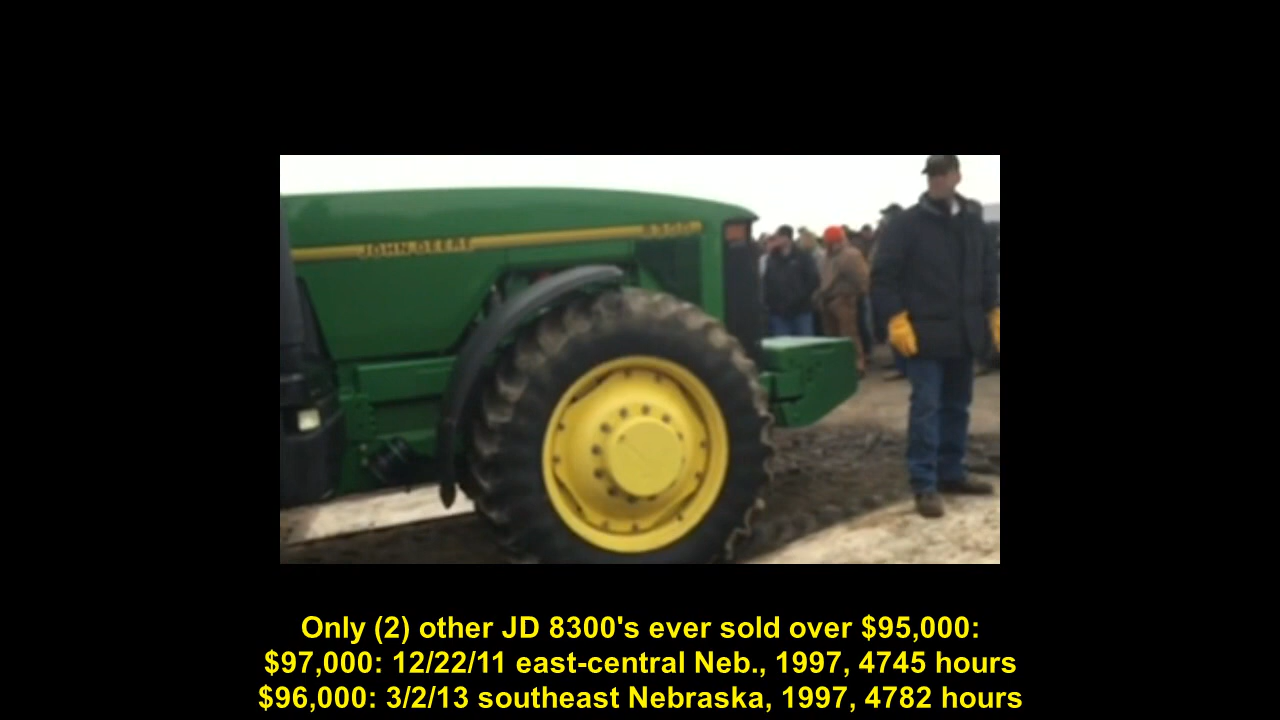 JOHN DEERE 8300
Only (2) other JD 8300's ever sold over $95,000:
$97,000: 12/22/11 east-central Neb., 1997, 4745 hours
$96,000: 3/2/13 southeast Nebraska, 1997, 4782 hours